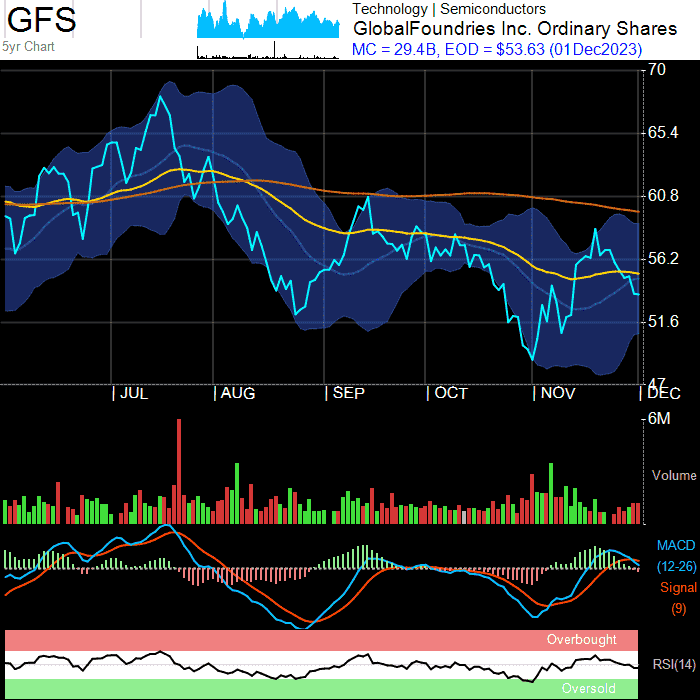 GFS
5yr Chart
Technology | Semiconductors
GlobalFoundries Inc. Ordinary Shares
MC = 29.4B, EOD = $53.63 (01Dec2023)
70
65.4
60.8
56.2
51.6
47
JUL
AUG
SEP
OCT
NOV
DEC
6M
Volume
MACD
(12-26)
Signal
(9)
Overbought
RSI(14)
Oversold